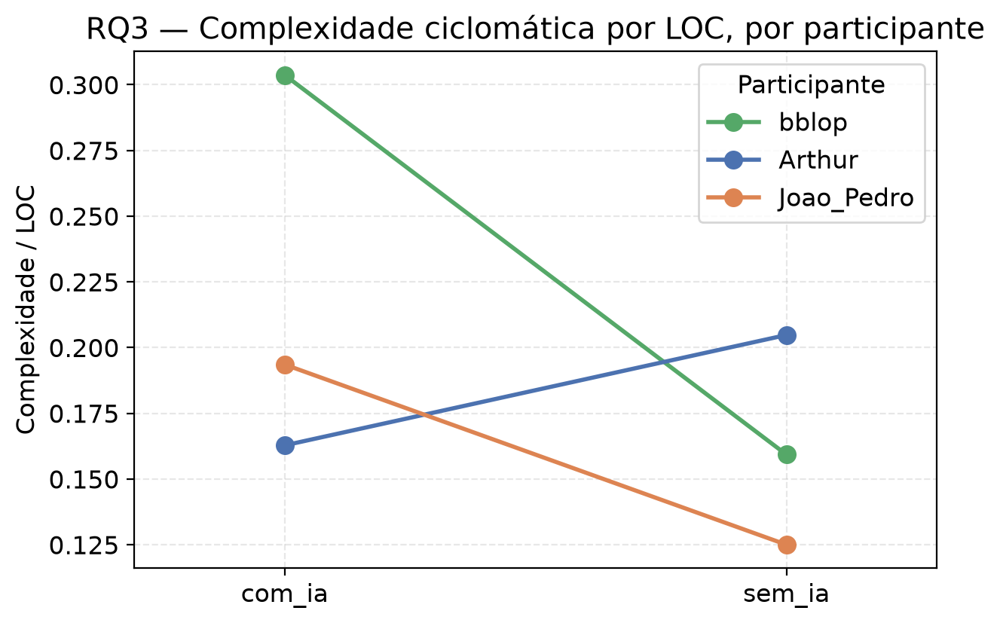 RQ3 — Complexidade ciclomática por LOC, por participante
Complexidade / LOC
0.300
0.275
0.250
0.225
0.200
0.175
0.150
0.125
Participante
bblop
Arthur
Joao_Pedro
com_ia
sem_ia